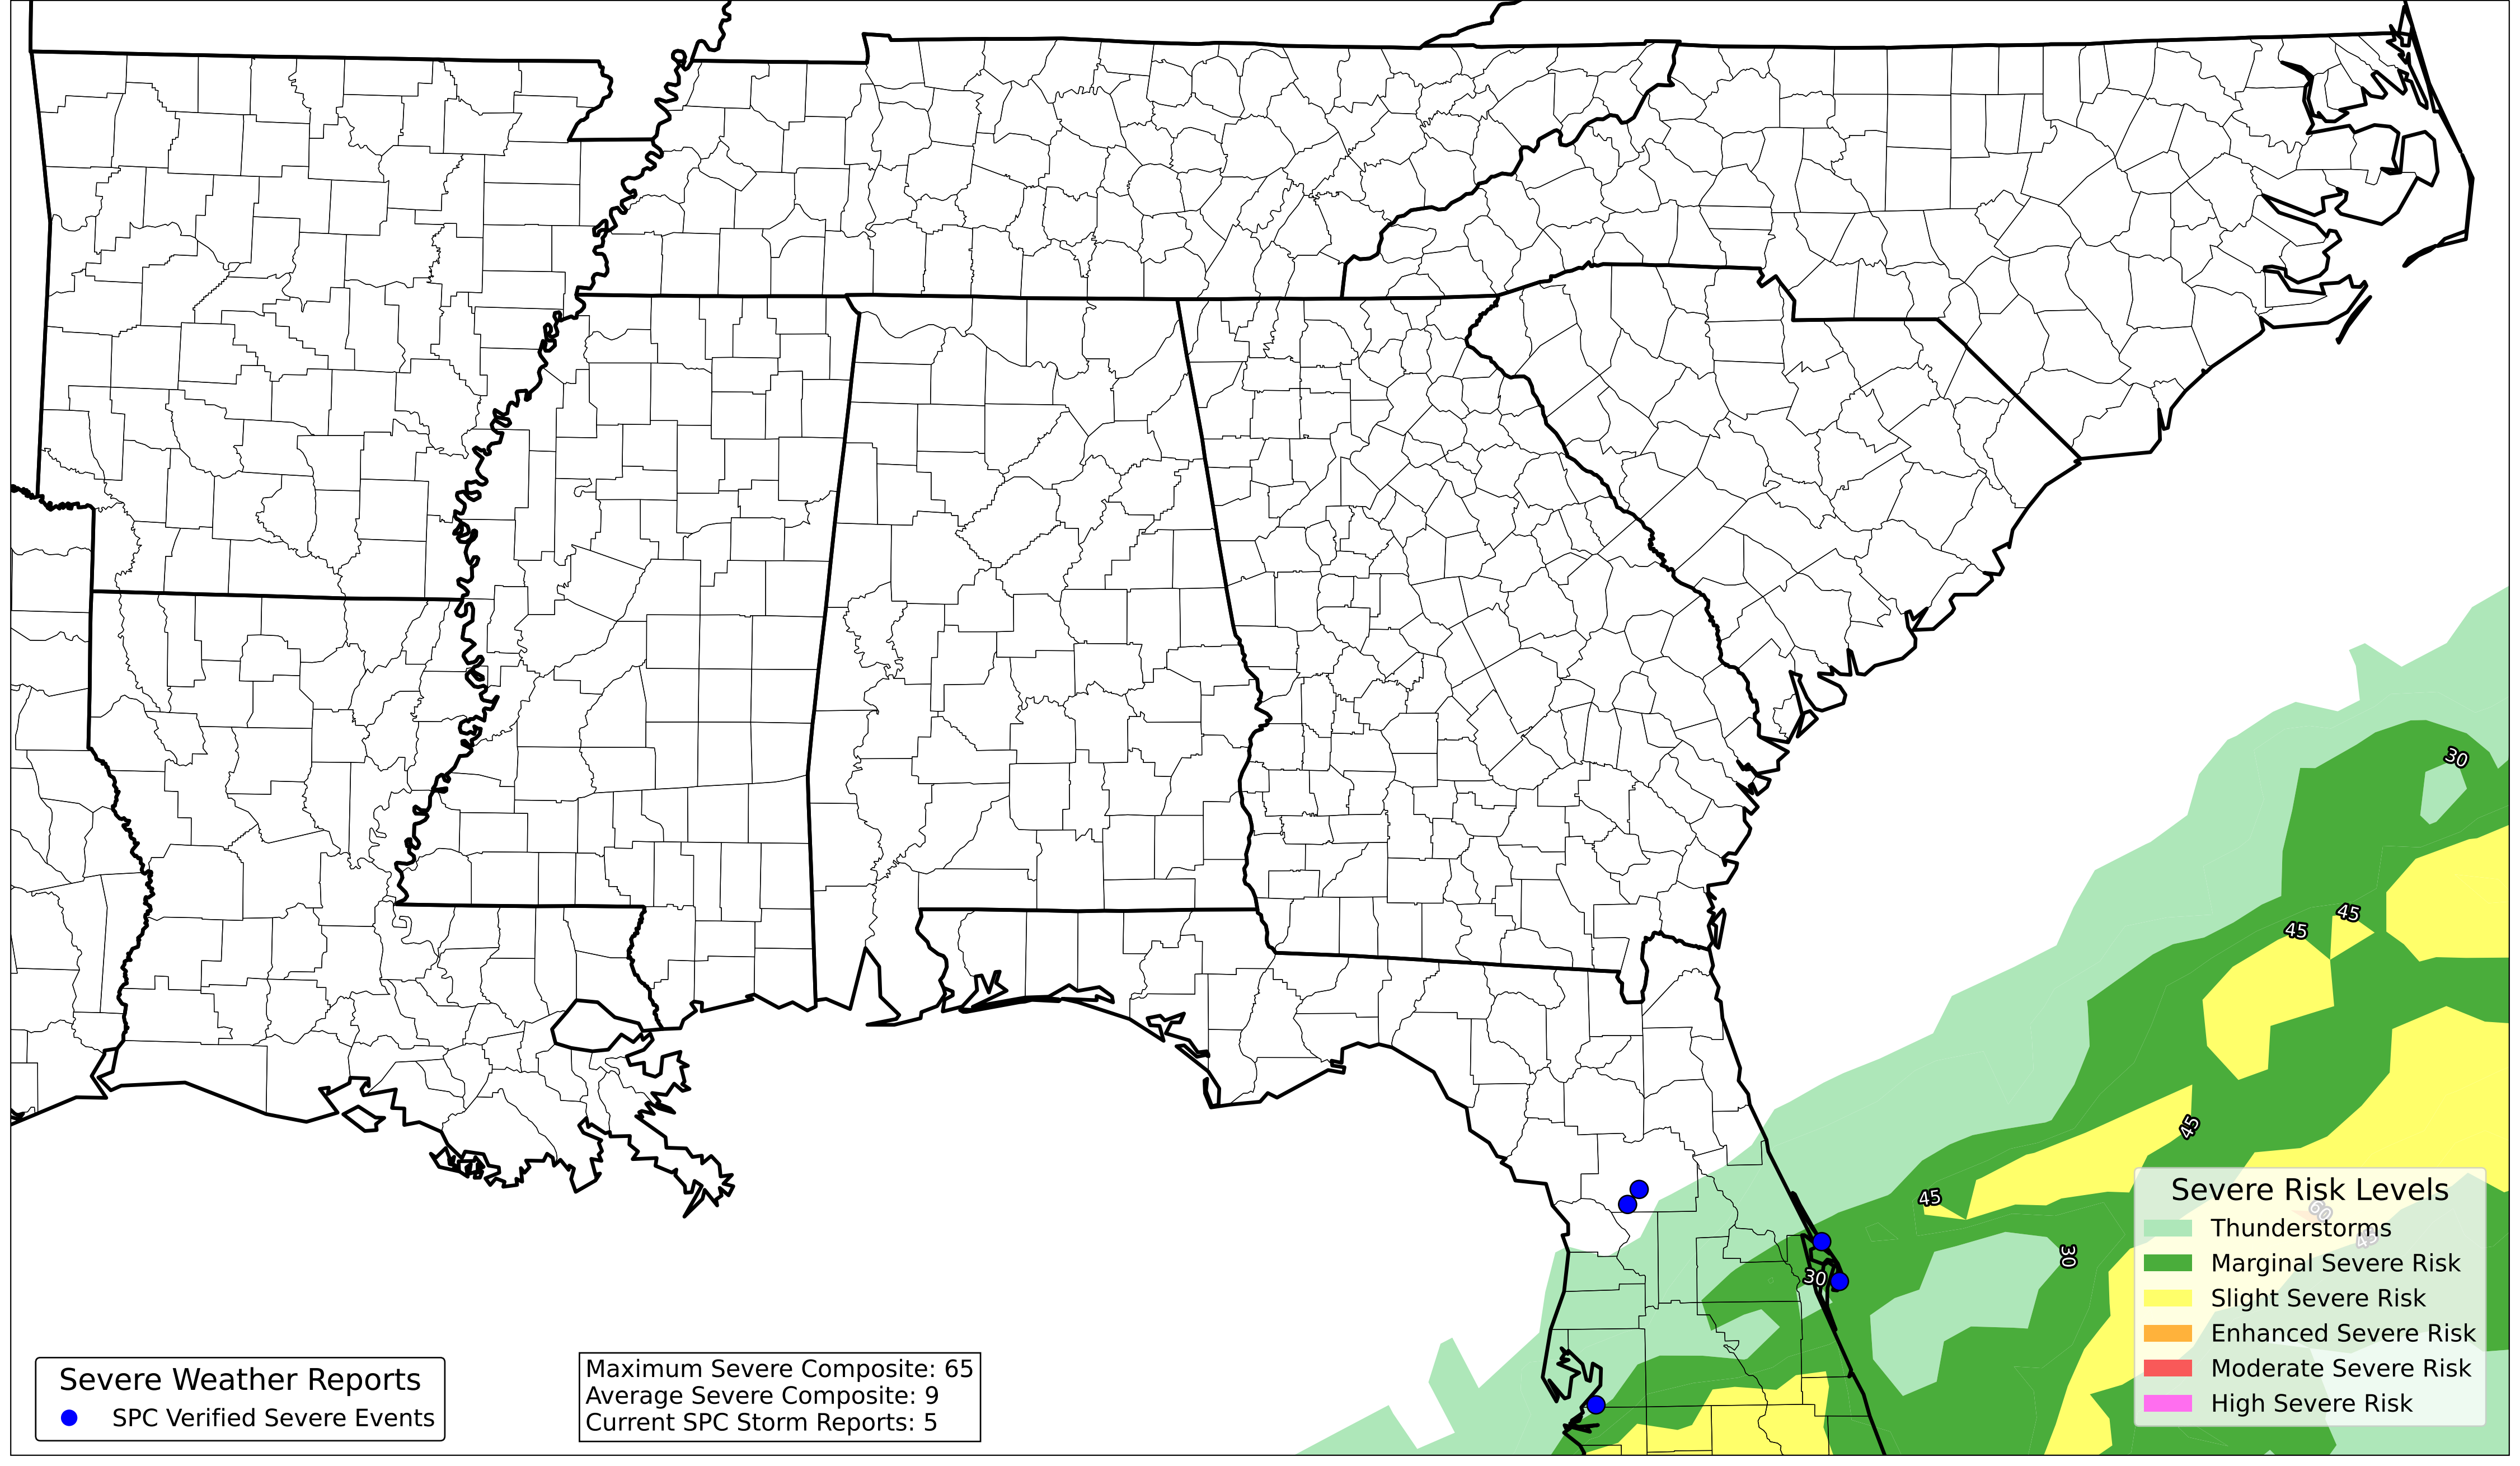 30
45
45
45
45
30
30
60
45
Severe Risk Levels
Thunderstorms
Marginal Severe Risk
Slight Severe Risk
Enhanced Severe Risk
Moderate Severe Risk
High Severe Risk
Severe Weather Reports
SPC Verified Severe Events
Maximum Severe Composite: 65
Average Severe Composite: 9
Current SPC Storm Reports: 5